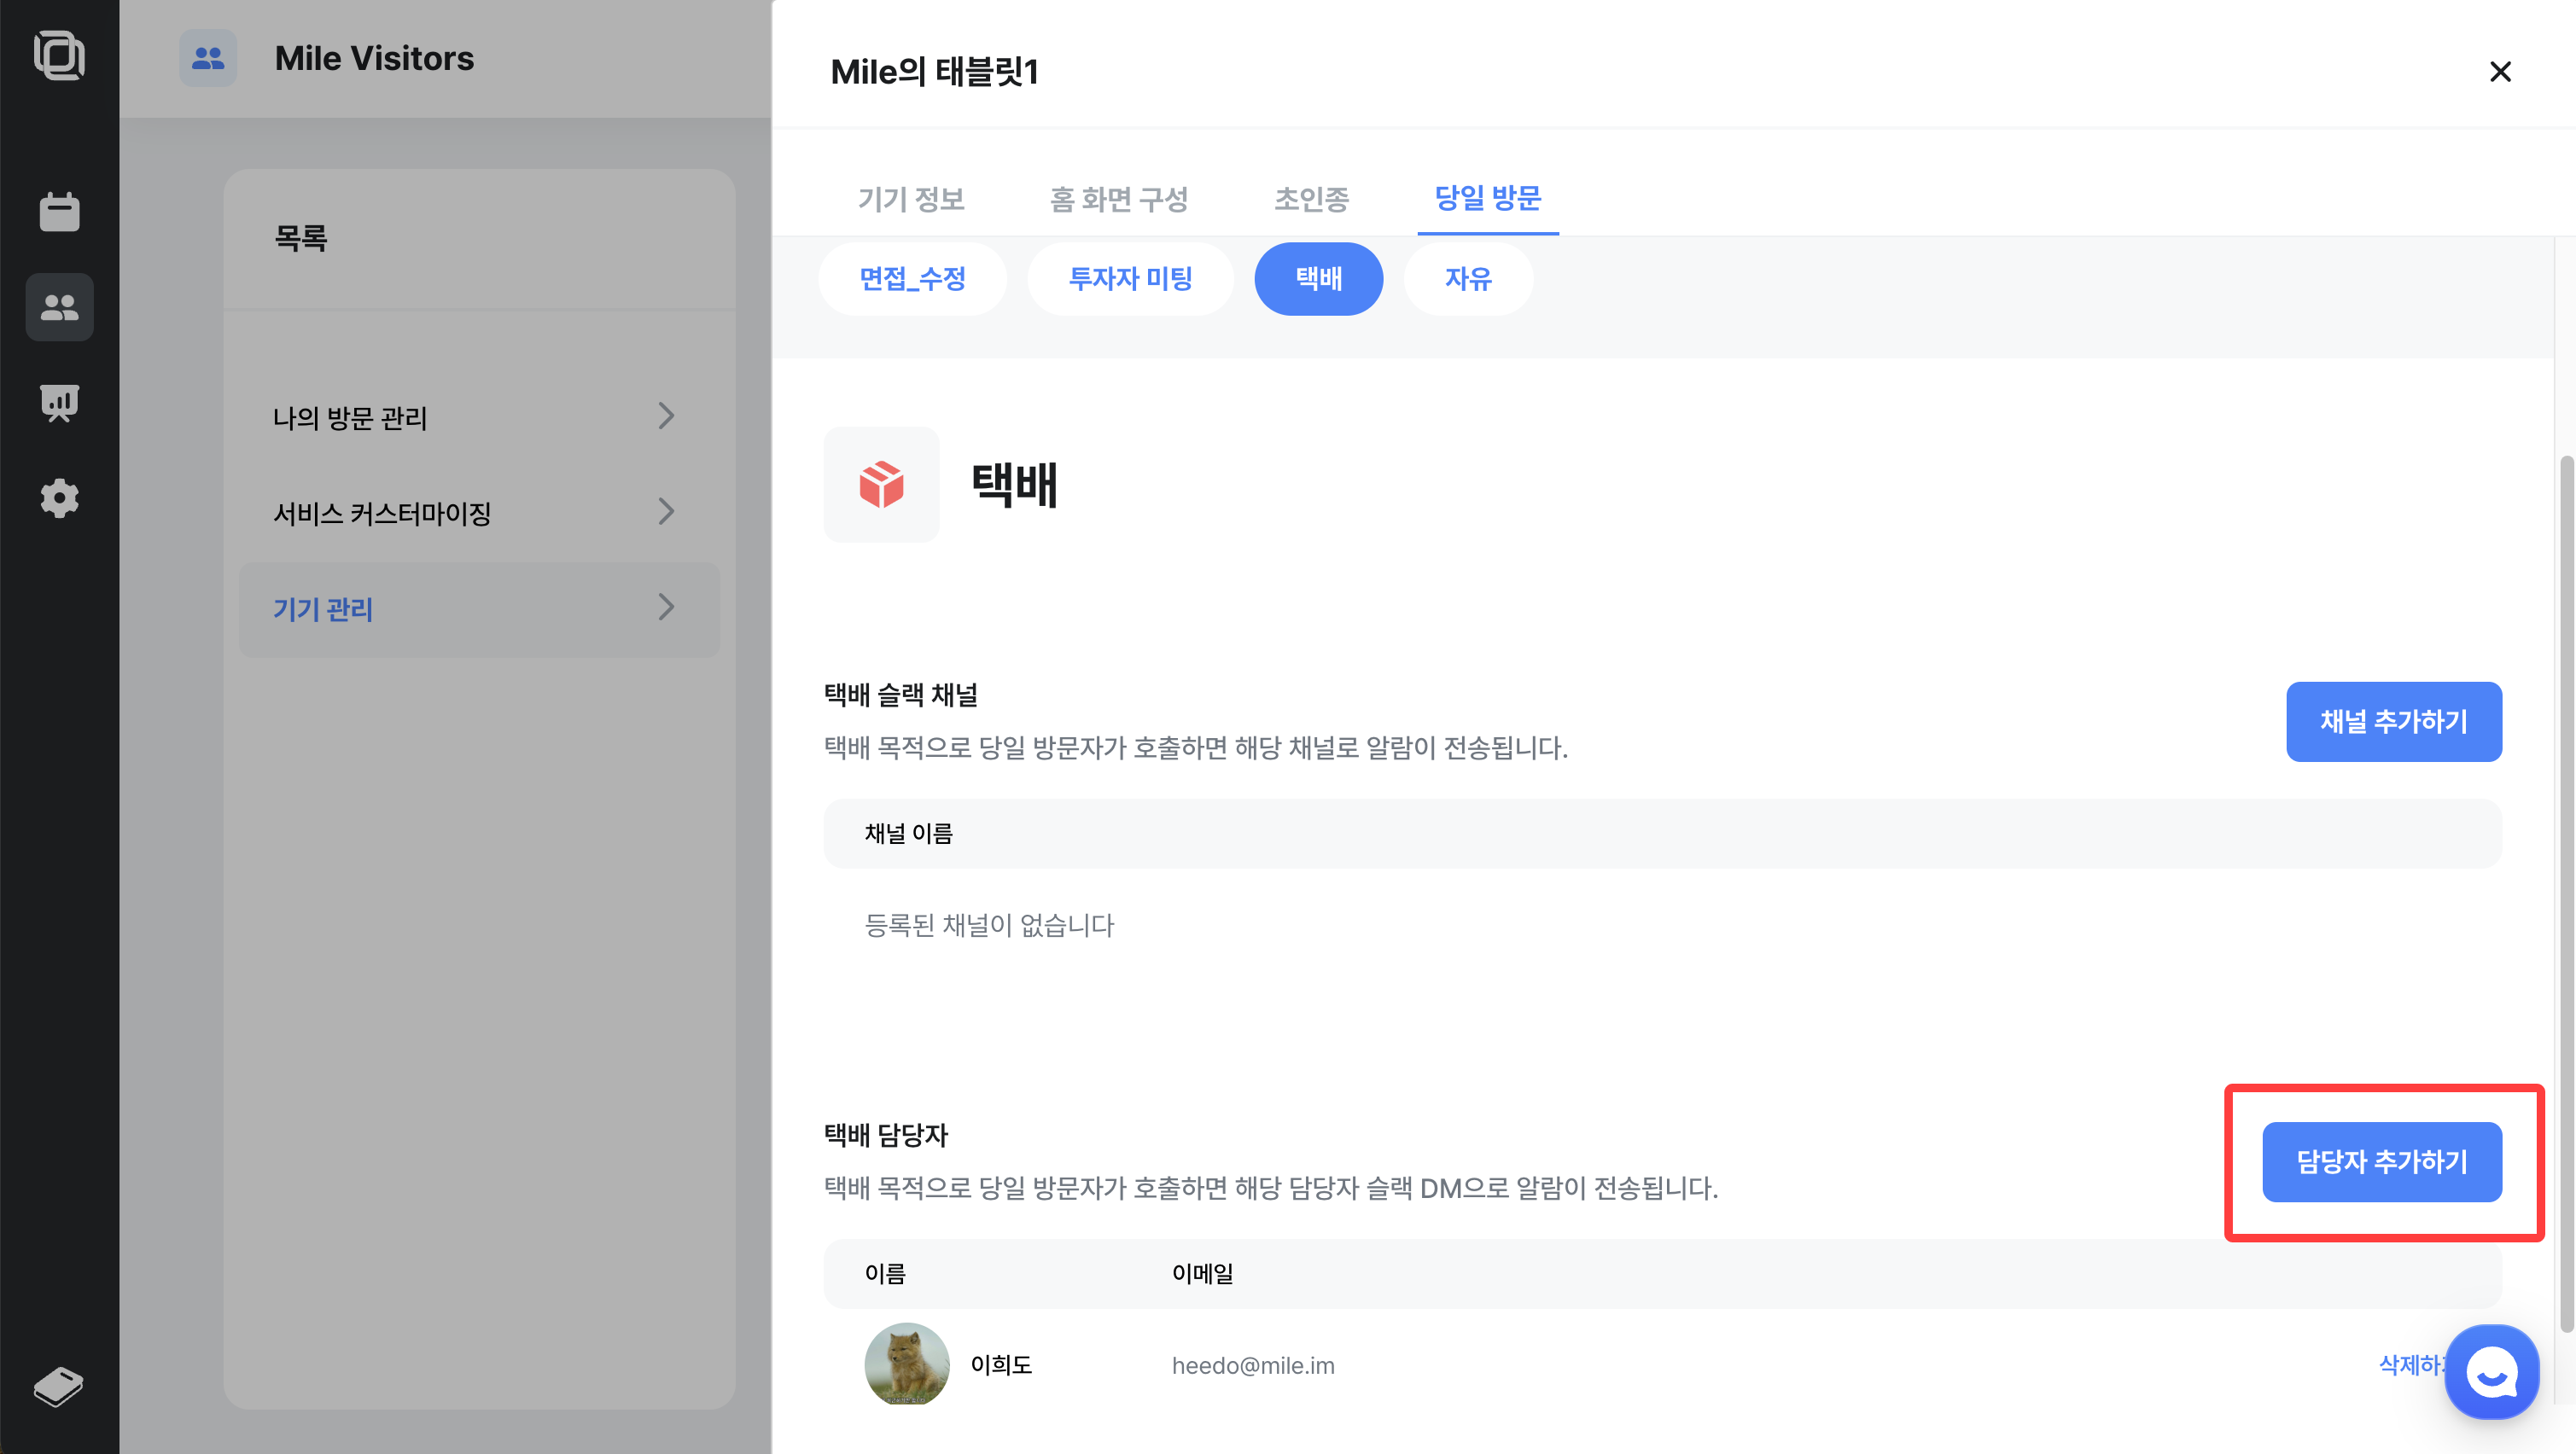 Mile Visitors
목록
나의 방문 관리
서비스 커스터마이징
기기 관리
Mile의 태블릿1
기기 정보
홈 화면 구성
초인종
당일 방문
면접_수정
투자자 미팅
택배
자유
택배
택배 슬랙 채널
택배 목적으로 당일 방문자가 호출하면 해당 채널로 알람이 전송됩니다.
채널 추가하기
채널 이름
등록된 채널이 없습니다
택배 담당자
택배 목적으로 당일 방문자가 호출하면 해당 담당자 슬랙 DM으로 알람이 전송됩니다.
담당자 추가하기
이름
이메일
이희도
heedo@mile.im